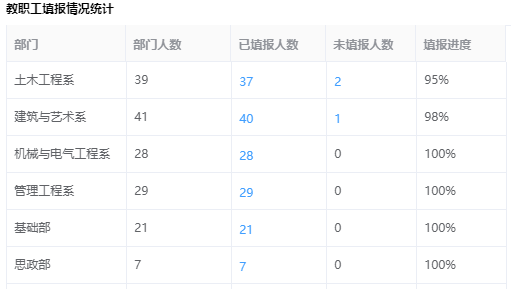 教职工填报情况统计
部门 部门人数 已填报人数 未填报人数 填报进度
土木工程系 39 37 2 95%
建筑与艺术系 41 40 1 98%
机械与电气工程系 28 28 0 100%
管理工程系 29 29 0 100%
基础部 21 21 0 100%
思政部 7 7 0 100%